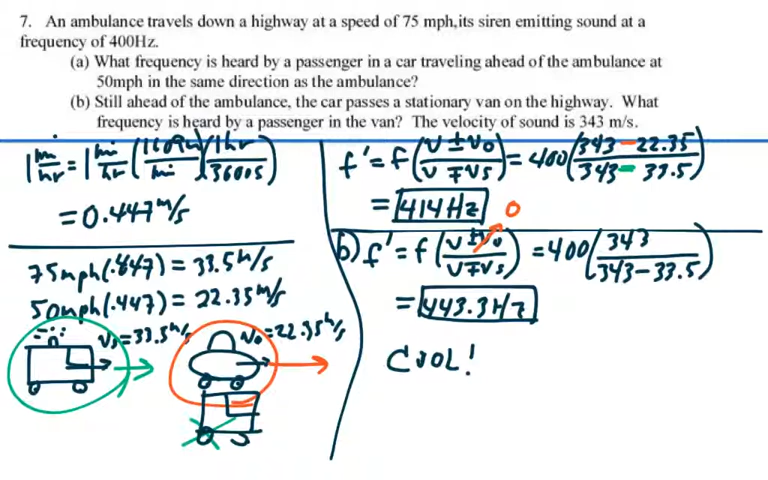 7. An ambulance travels down a highway at a speed of 75 mph,its siren emitting sound at a
frequency of 400Hz.
(a) What frequency is heard by a passenger in a car traveling ahead of the ambulance at
50mph in the same direction as the ambulance?
(b) Still ahead of the ambulance, the car passes a stationary van on the highway. What
frequency is heard by a passenger in the van? The velocity of sound is 343 m/s.
1 mi/hr = 1 mi/hr (1609m/mi)(1hr/3600s)
= 0.447 m/s
75mph(.447) = 33.5 m/s
50mph(.447) = 22.35 m/s
Vs=33.5 m/s
Vo=22.35 m/s
f' = f (V ± Vo / V ∓ Vs) = 400 (343 - 22.35 / 343 - 33.5)
= 414Hz
0
b) f' = f (V ± Vo / V ∓ Vs) = 400 (343 / 343 - 33.5)
= 443.3Hz
COOL!